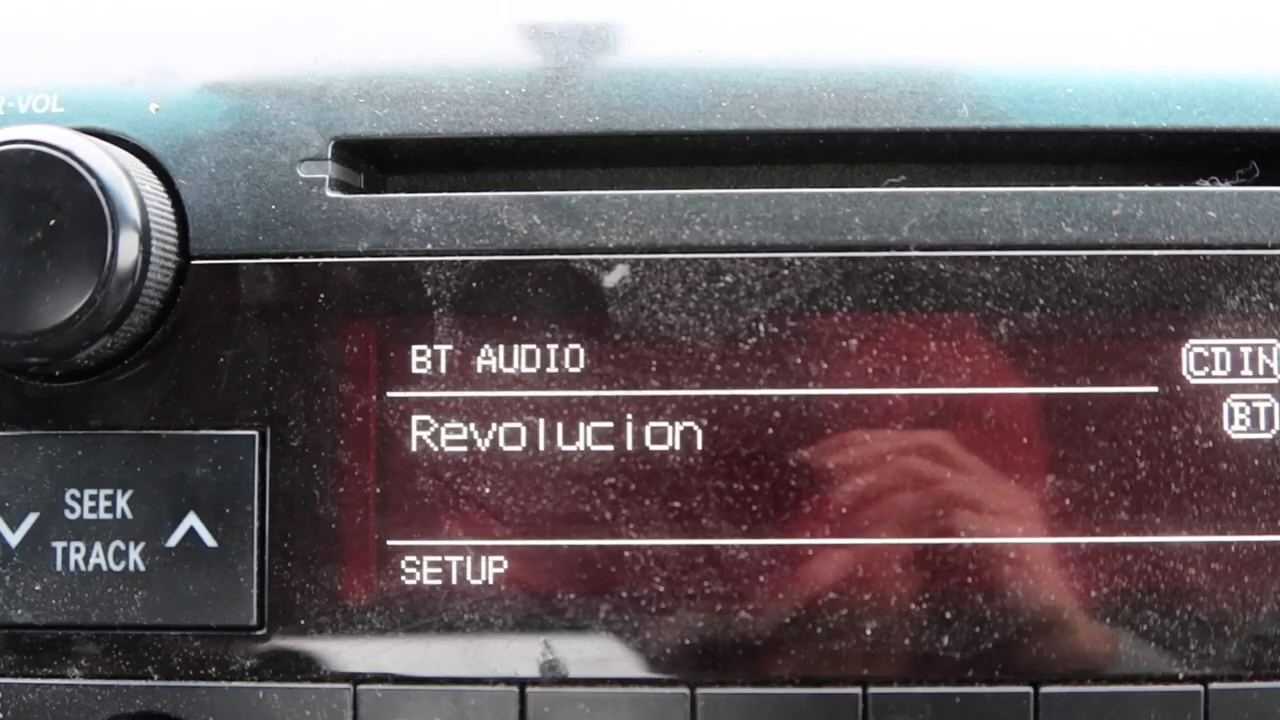 R·VOL
BT AUDIO
CD IN
Revolucion
BT
SEEK
TRACK
SETUP